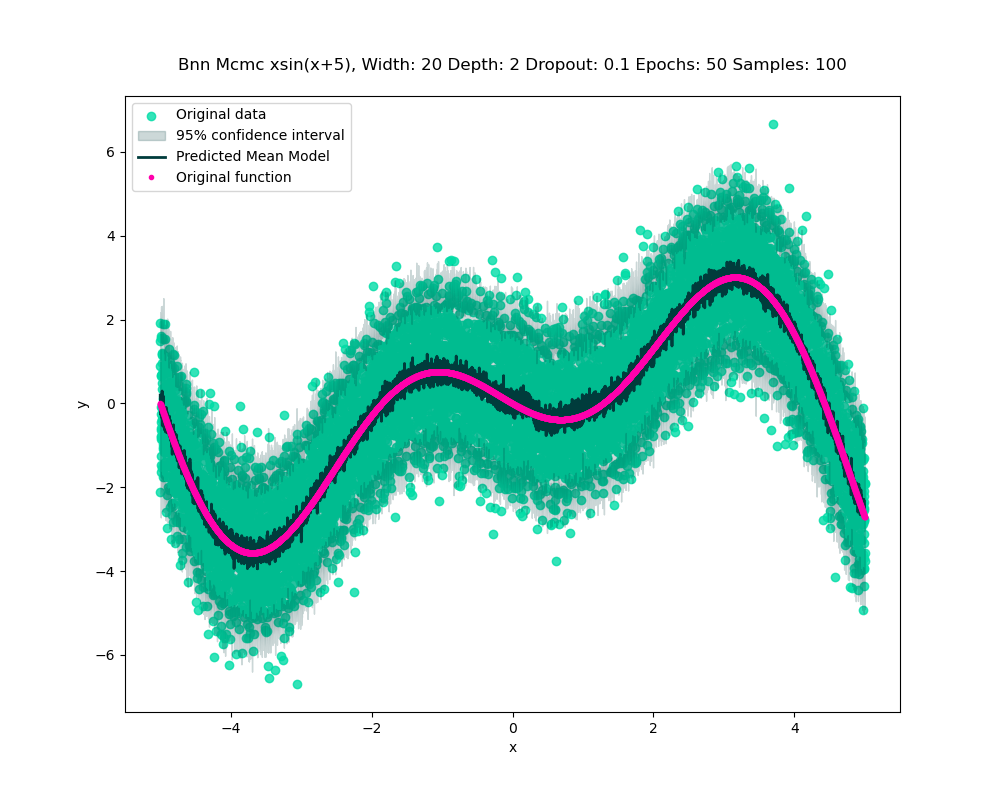 Bnn Mcmc xsin(x+5), Width: 20 Depth: 2 Dropout: 0.1 Epochs: 50 Samples: 100
Original data
95% confidence interval
Predicted Mean Model
Original function
6
4
2
0
−2
−4
−6
y
−4
−2
0
2
4
x